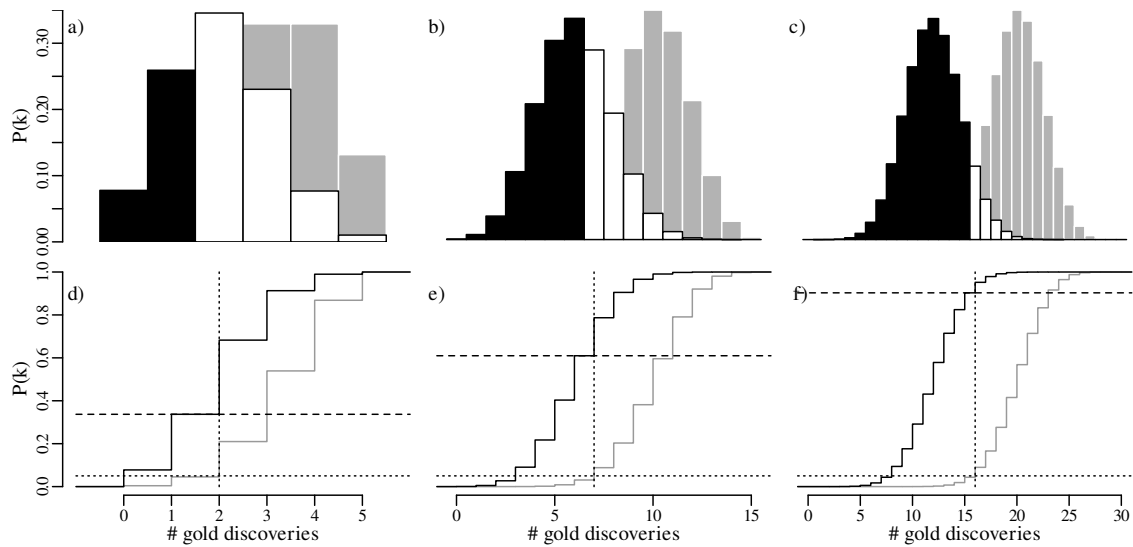 a) b) c)
P(k)
0.00 0.10 0.20 0.30
d) e) f)
P(k)
0.0 0.2 0.4 0.6 0.8 1.0
0 1 2 3 4 5 0 5 10 15 0 5 10 15 20 25 30
# gold discoveries # gold discoveries # gold discoveries